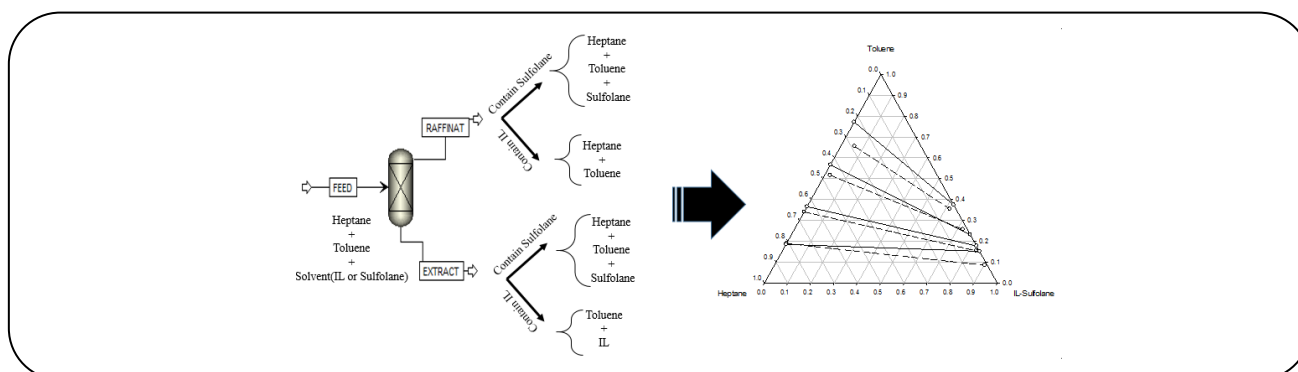 FEED
Heptane
+
Toluene
+
Solvent(IL or Sulfolane)
RAFFINAT
Contain Sulfolane
Heptane
+
Toluene
+
Sulfolane
Contain IL
Heptane
+
Toluene
EXTRACT
Contain Sulfolane
Heptane
+
Toluene
+
Sulfolane
Contain IL
Toluene
+
IL
Toluene
0.0 1.0
0.1 0.9
0.2 0.8
0.3 0.7
0.4 0.6
0.5 0.5
0.6 0.4
0.7 0.3
0.8 0.2
0.9 0.1
1.0 0.0
Heptane 0.0 0.1 0.2 0.3 0.4 0.5 0.6 0.7 0.8 0.9 1.0 IL-Sulfolane